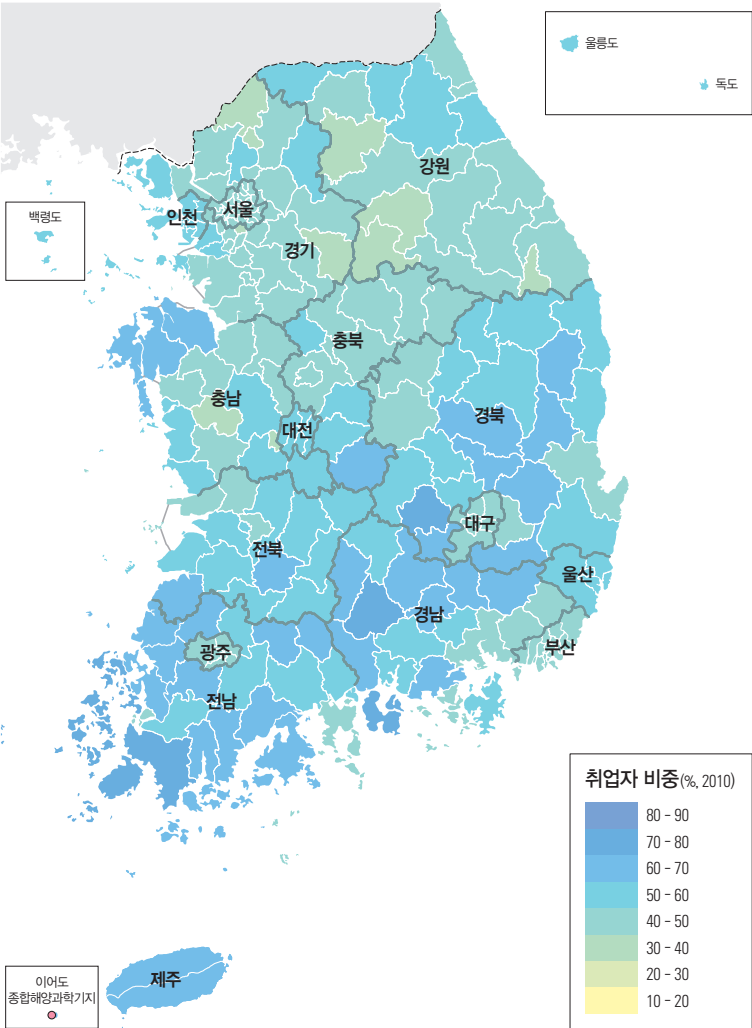 울릉도
독도
강원
백령도
인천
서울
경기
충북
충남
대전
경북
대구
전북
울산
경남
부산
광주
전남
취업자 비중(%, 2010)
80 - 90
70 - 80
60 - 70
50 - 60
40 - 50
30 - 40
20 - 30
10 - 20
제주
이어도
종합해양과학기지